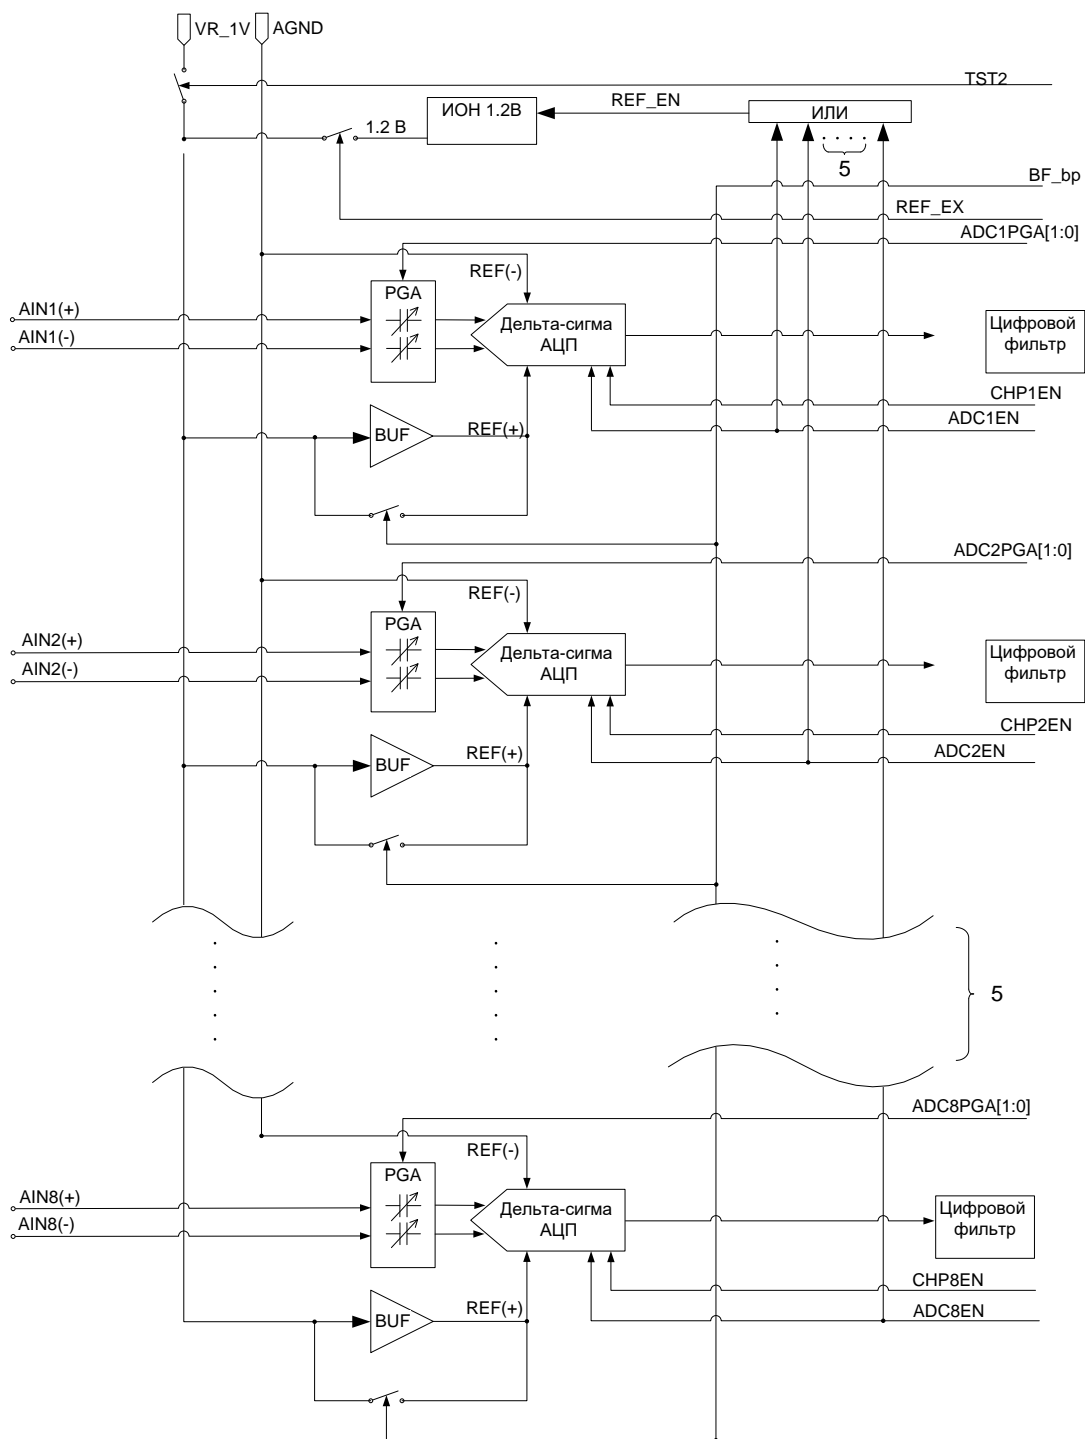 VR_1V
AGND
TST2
ИОН 1.2В
REF_EN
ИЛИ
1.2 В
5
BF_bp
REF_EX
ADC1PGA[1:0]
REF(-)
PGA
AIN1(+)
AIN1(-)
Дельта-сигма
АЦП
Цифровой
фильтр
CHP1EN
ADC1EN
BUF
REF(+)
ADC2PGA[1:0]
REF(-)
PGA
AIN2(+)
AIN2(-)
Дельта-сигма
АЦП
Цифровой
фильтр
CHP2EN
ADC2EN
BUF
REF(+)
5
ADC8PGA[1:0]
REF(-)
PGA
AIN8(+)
AIN8(-)
Дельта-сигма
АЦП
Цифровой
фильтр
CHP8EN
ADC8EN
BUF
REF(+)